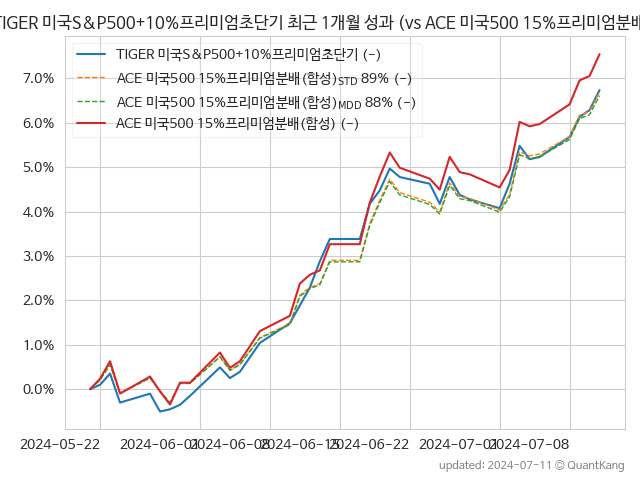 TIGER 미국S&P500+10%프리미엄초단기 최근 1개월 성과 (vs ACE 미국500 15%프리미엄분배
TIGER 미국S&P500+10%프리미엄초단기 (-)
ACE 미국500 15%프리미엄분배(합성)STD 89% (-)
ACE 미국500 15%프리미엄분배(합성)MDD 88% (-)
ACE 미국500 15%프리미엄분배(합성) (-)
7.0%
6.0%
5.0%
4.0%
3.0%
2.0%
1.0%
0.0%
2024-05-22 2024-06-01 2024-06-08 2024-06-15 2024-06-22 2024-07-01 2024-07-08
updated: 2024-07-11 © QuantKang